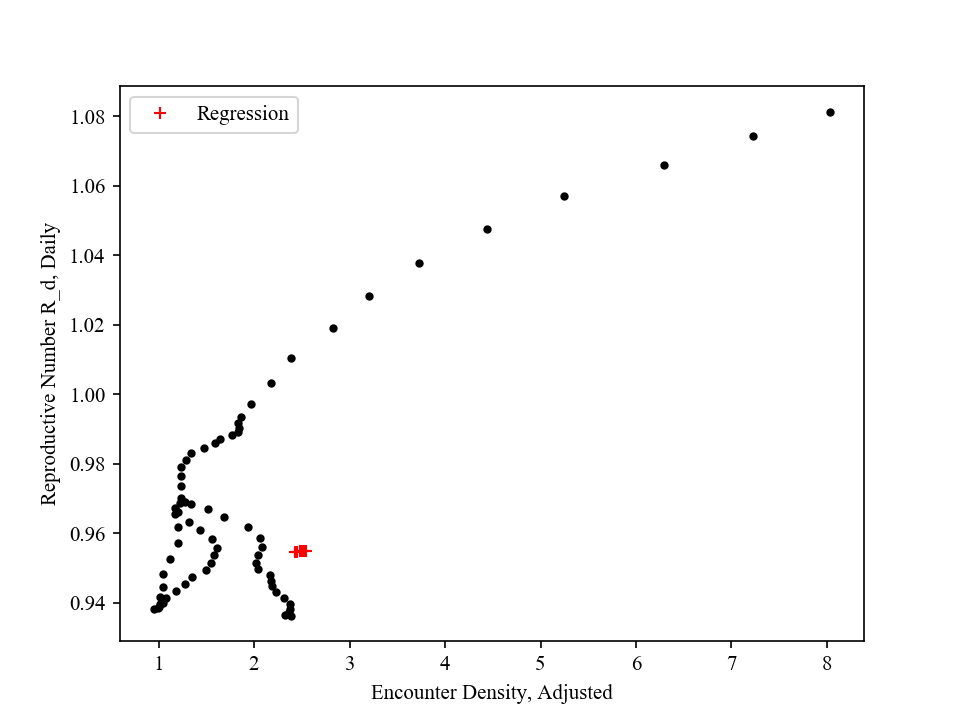 Regression
1.08
1.06
1.04
1.02
1.00
0.98
0.96
0.94
Reproductive Number R_d, Daily
1 2 3 4 5 6 7 8
Encounter Density, Adjusted